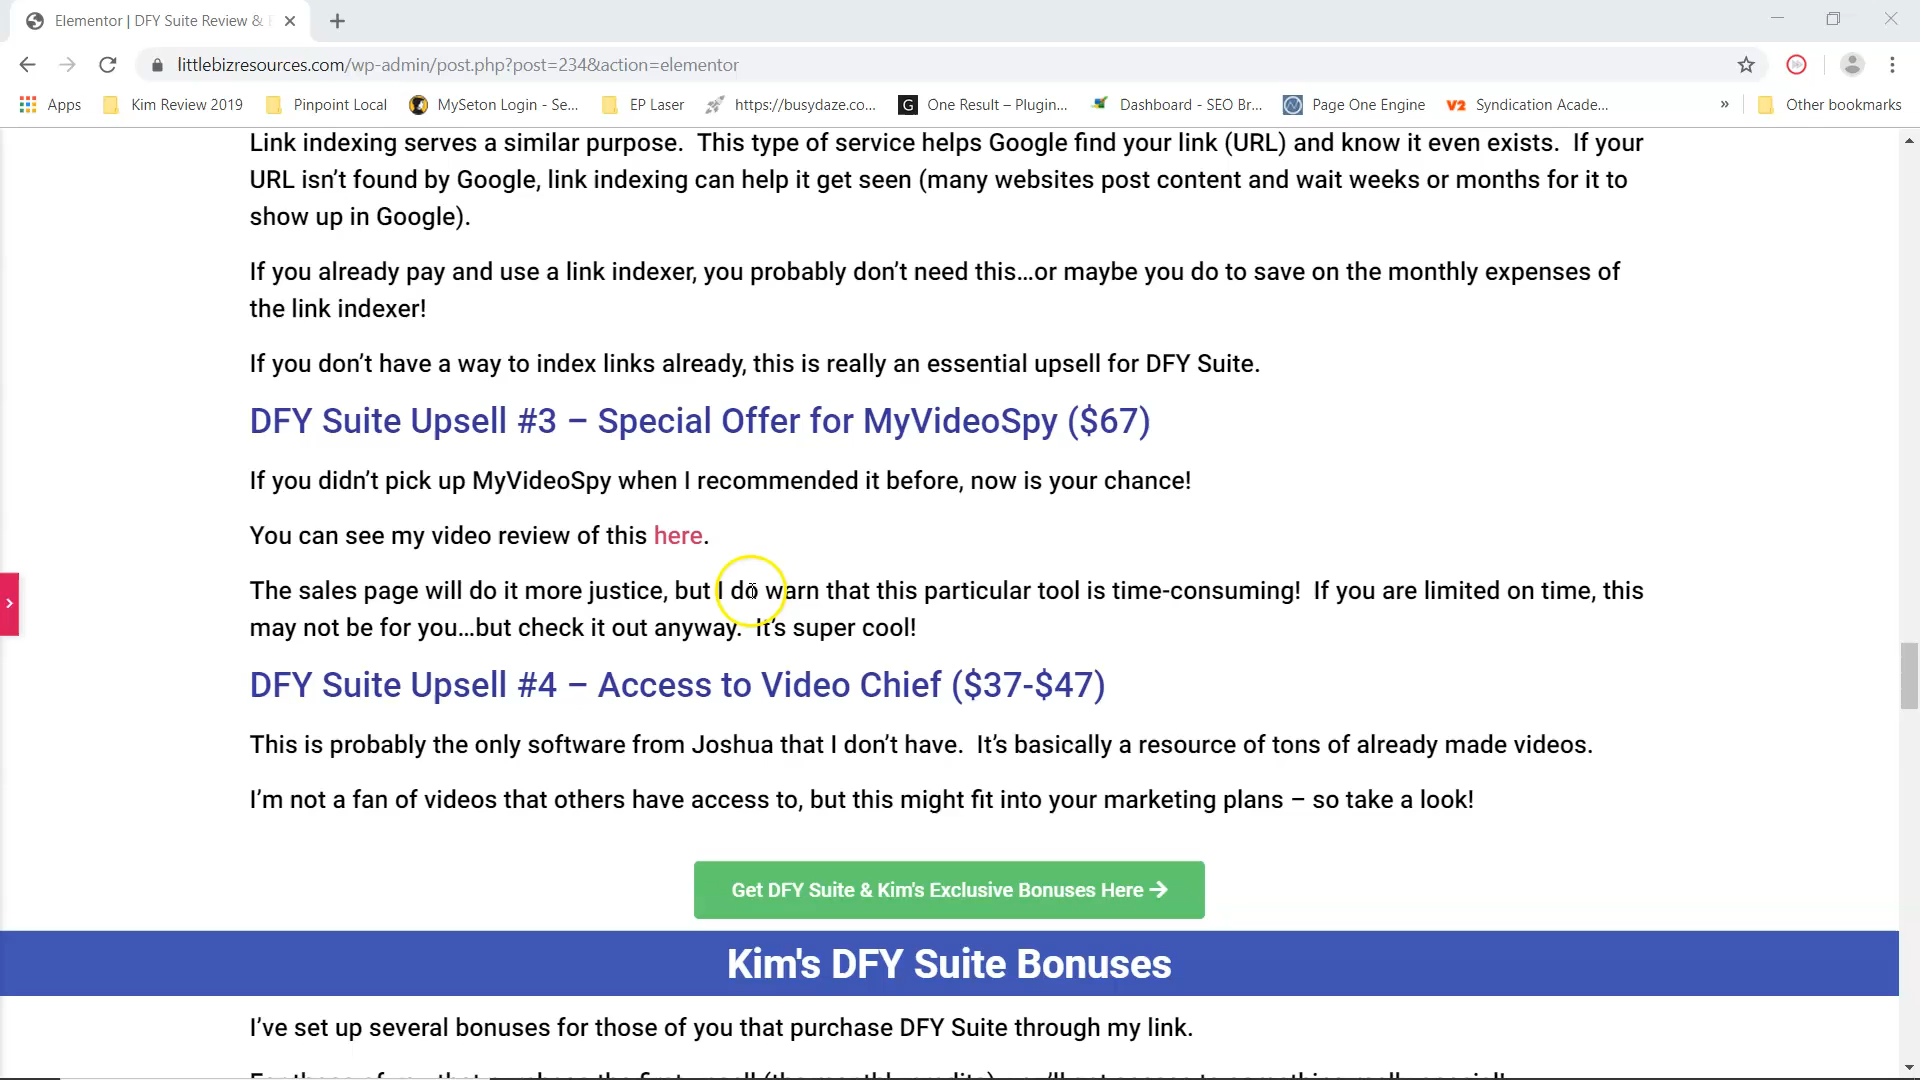 Elementor | DFY Suite Review &
littlebizresources.com/wp-admin/post.php?post=234&action=elementor
Apps Kim Review 2019 Pinpoint Local MySeton Login - Se... EP Laser https://busydaze.co... One Result – Plugin... Dashboard - SEO Br... Page One Engine V2 Syndication Acade... » Other bookmarks
Link indexing serves a similar purpose.  This type of service helps Google find your link (URL) and know it even exists.  If your
URL isn’t found by Google, link indexing can help it get seen (many websites post content and wait weeks or months for it to
show up in Google).
If you already pay and use a link indexer, you probably don’t need this…or maybe you do to save on the monthly expenses of
the link indexer!
If you don’t have a way to index links already, this is really an essential upsell for DFY Suite.
DFY Suite Upsell #3 – Special Offer for MyVideoSpy ($67)
If you didn’t pick up MyVideoSpy when I recommended it before, now is your chance!
You can see my video review of this here.
The sales page will do it more justice, but I do warn that this particular tool is time-consuming!  If you are limited on time, this
may not be for you…but check it out anyway.  It’s super cool!
DFY Suite Upsell #4 – Access to Video Chief ($37-$47)
This is probably the only software from Joshua that I don’t have.  It’s basically a resource of tons of already made videos.
I’m not a fan of videos that others have access to, but this might fit into your marketing plans – so take a look!
Get DFY Suite & Kim's Exclusive Bonuses Here →
Kim's DFY Suite Bonuses
I’ve set up several bonuses for those of you that purchase DFY Suite through my link.